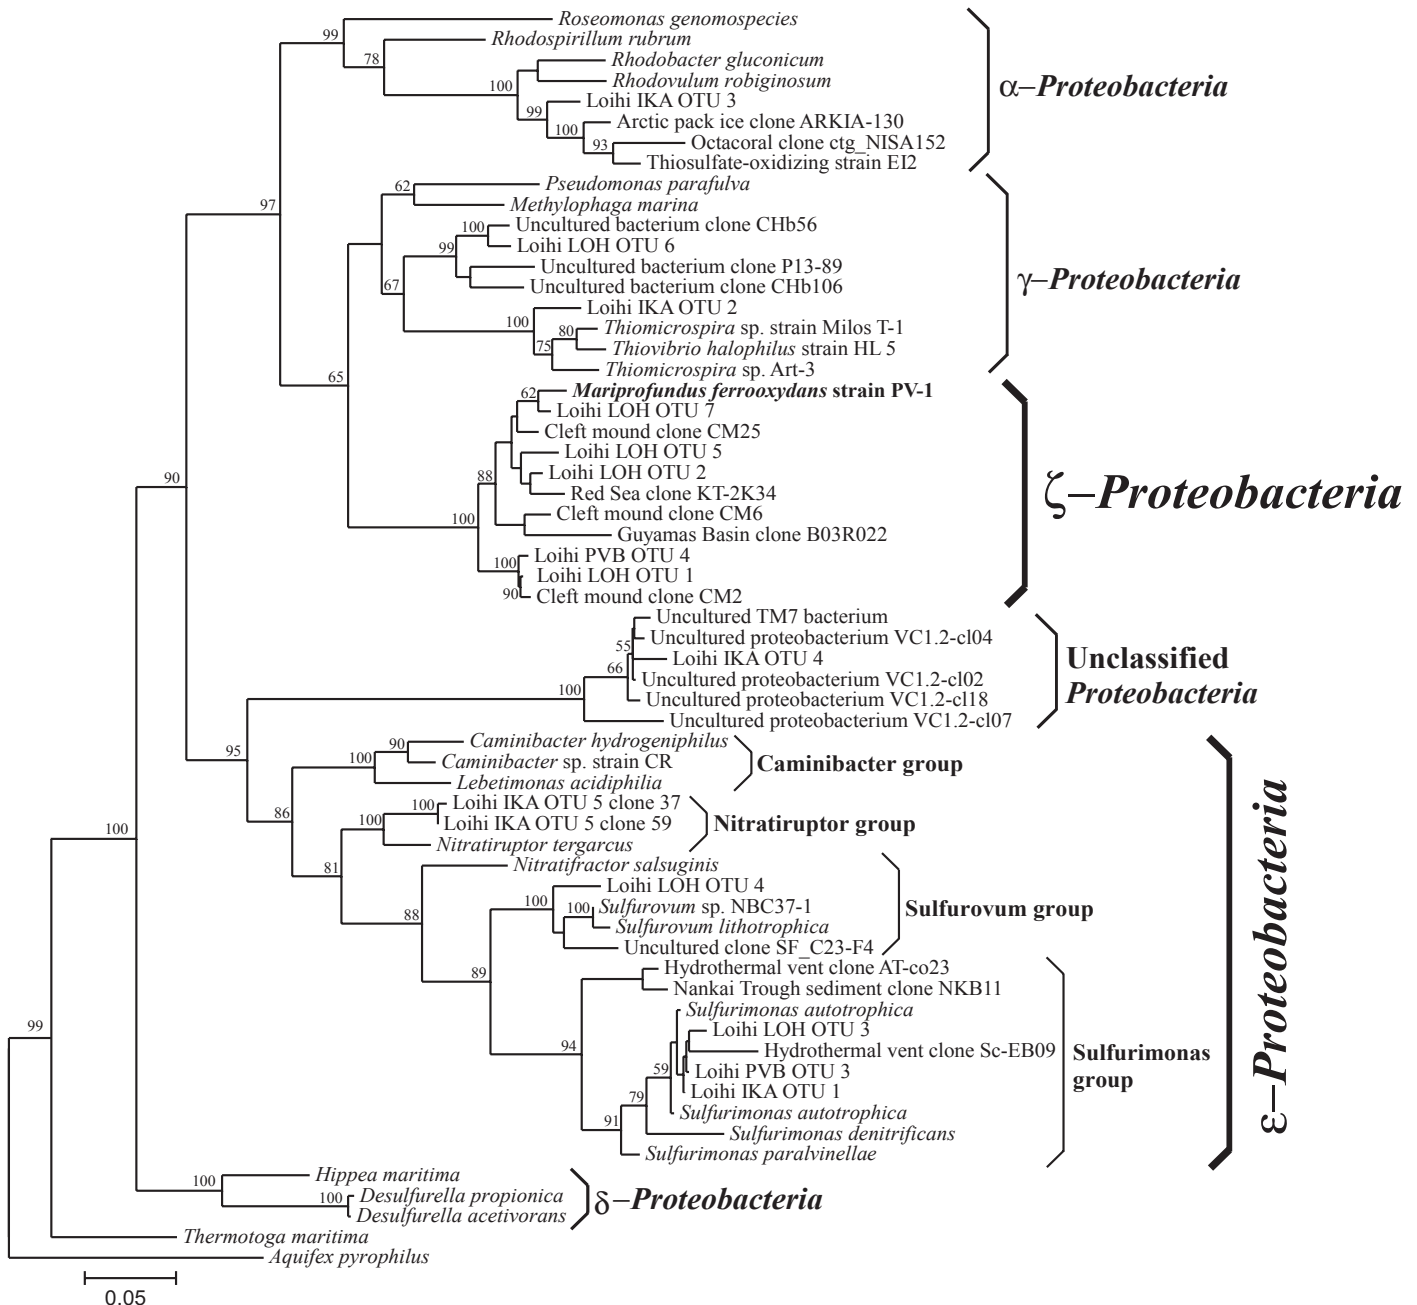 Roseomonas genomospecies
99
Rhodospirillum rubrum
78
Rhodobacter gluconicum
Rhodovulum robiginosum
100
Loihi IKA OTU 3
99
Arctic pack ice clone ARKIA-130
100
Octacoral clone ctg_NISA152
93
Thiosulfate-oxidizing strain EI2
α–Proteobacteria
97
Pseudomonas parafulva
62
Methylophaga marina
Uncultured bacterium clone CHb56
100
Loihi LOH OTU 6
99
Uncultured bacterium clone P13-89
Uncultured bacterium clone CHb106
67
Loihi IKA OTU 2
100
Thiomicrospira sp. strain Milos T-1
80
Thiovibrio halophilus strain HL 5
75
Thiomicrospira sp. Art-3
γ–Proteobacteria
65
Mariprofundus ferrooxydans strain PV-1
62
Loihi LOH OTU 7
Cleft mound clone CM25
Loihi LOH OTU 5
Loihi LOH OTU 2
88
Red Sea clone KT-2K34
Cleft mound clone CM6
100
Guyamas Basin clone B03R022
Loihi PVB OTU 4
100
Loihi LOH OTU 1
90
Cleft mound clone CM2
ζ–Proteobacteria
90
Uncultured TM7 bacterium
Uncultured proteobacterium VC1.2-cl04
55
Loihi IKA OTU 4
66
Uncultured proteobacterium VC1.2-cl02
Uncultured proteobacterium VC1.2-cl18
100
Uncultured proteobacterium VC1.2-cl07
Unclassified
Proteobacteria
95
Caminibacter hydrogeniphilus
90
Caminibacter sp. strain CR
100
Lebetimonas acidiphilia
Caminibacter group
86
Loihi IKA OTU 5 clone 37
100
Loihi IKA OTU 5 clone 59
100
Nitratiruptor tergarcus
Nitratiruptor group
81
Nitratifractor salsuginis
88
Loihi LOH OTU 4
100
Sulfurovum sp. NBC37-1
100
Sulfurovum lithotrophica
Uncultured clone SF_C23-F4
Sulfurovum group
89
Hydrothermal vent clone AT-co23
Nankai Trough sediment clone NKB11
94
Sulfurimonas autotrophica
Loihi LOH OTU 3
Hydrothermal vent clone Sc-EB09
Loihi PVB OTU 3
59
Loihi IKA OTU 1
79
Sulfurimonas autotrophica
91
Sulfurimonas denitrificans
Sulfurimonas paralvinellae
Sulfurimonas
group
ε–Proteobacteria
100
99
Hippea maritima
100
Desulfurella propionica
100
Desulfurella acetivorans
δ–Proteobacteria
Thermotoga maritima
Aquifex pyrophilus
0.05